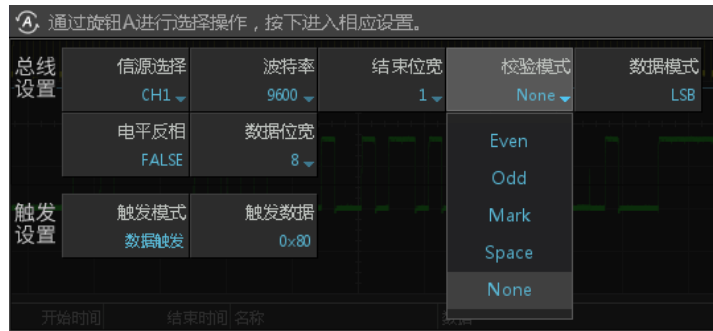 A 通过旋钮A进行选择操作，按下进入相应设置。
总线设置
信源选择 波特率 结束位宽 校验模式 数据模式
CH1 9600 1 None LSB
电平反相 数据位宽
FALSE 8
Even
Odd
Mark
Space
None
触发设置
触发模式 触发数据
数据触发 0x80
开始时间 结束时间 名称 数据